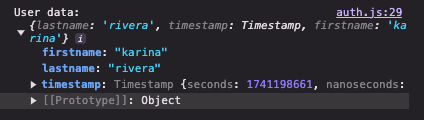 User data: auth.js:29
{lastname: 'rivera', timestamp: Timestamp, firstname: 'ka
rina'} i
firstname: "karina"
lastname: "rivera"
timestamp: Timestamp {seconds: 1741198661, nanoseconds:
[[Prototype]]: Object